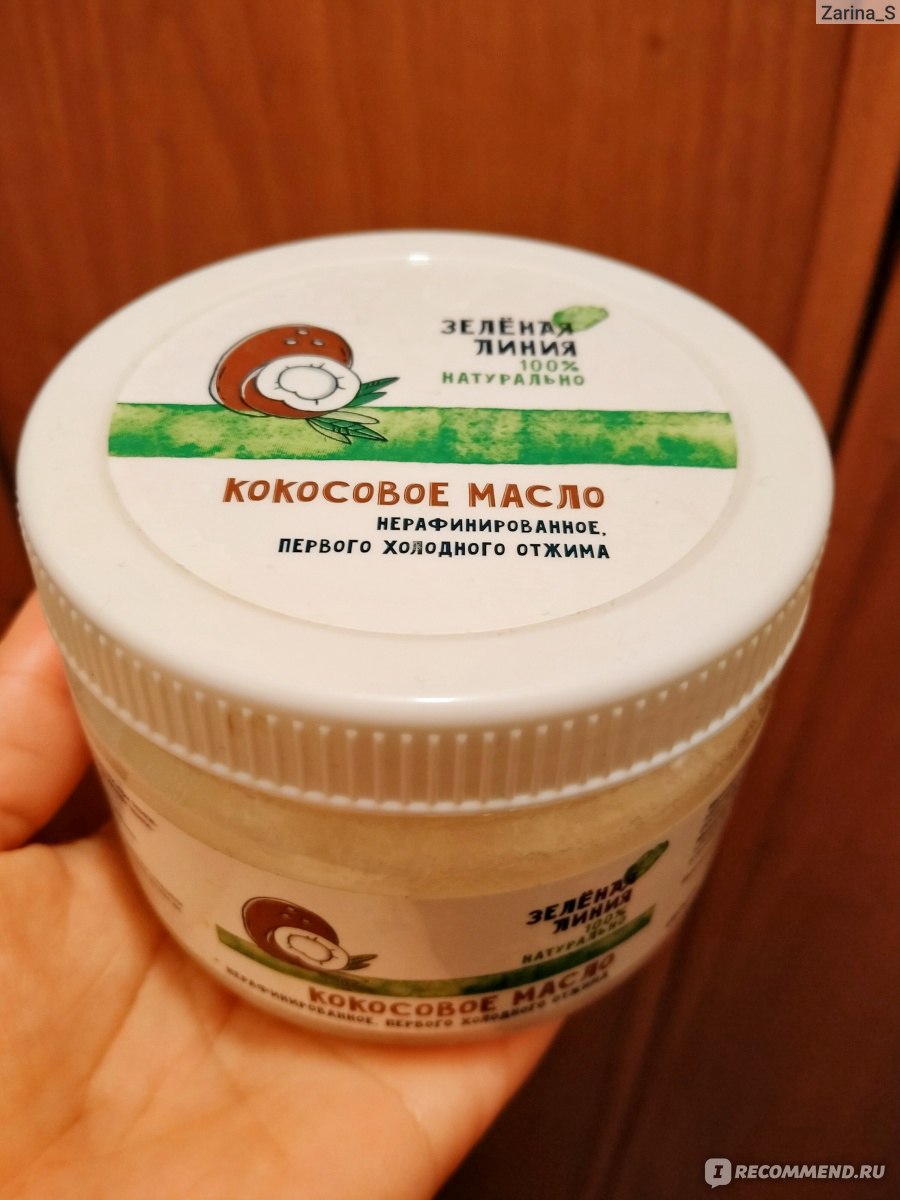 Zarina_S
ЗЕЛЁНАЯ
ЛИНИЯ
100%
НАТУРАЛЬНО
КОКОСОВОЕ МАСЛО
НЕРАФИНИРОВАННОЕ,
ПЕРВОГО ХОЛОДНОГО ОТЖИМА
ЗЕЛЁНАЯ
ЛИНИЯ
100%
НАТУРАЛЬНО
КОКОСОВОЕ МАСЛО
НЕРАФИНИРОВАННОЕ, ПЕРВОГО ХОЛОДНОГО ОТЖИМА
IRECOMMEND.RU